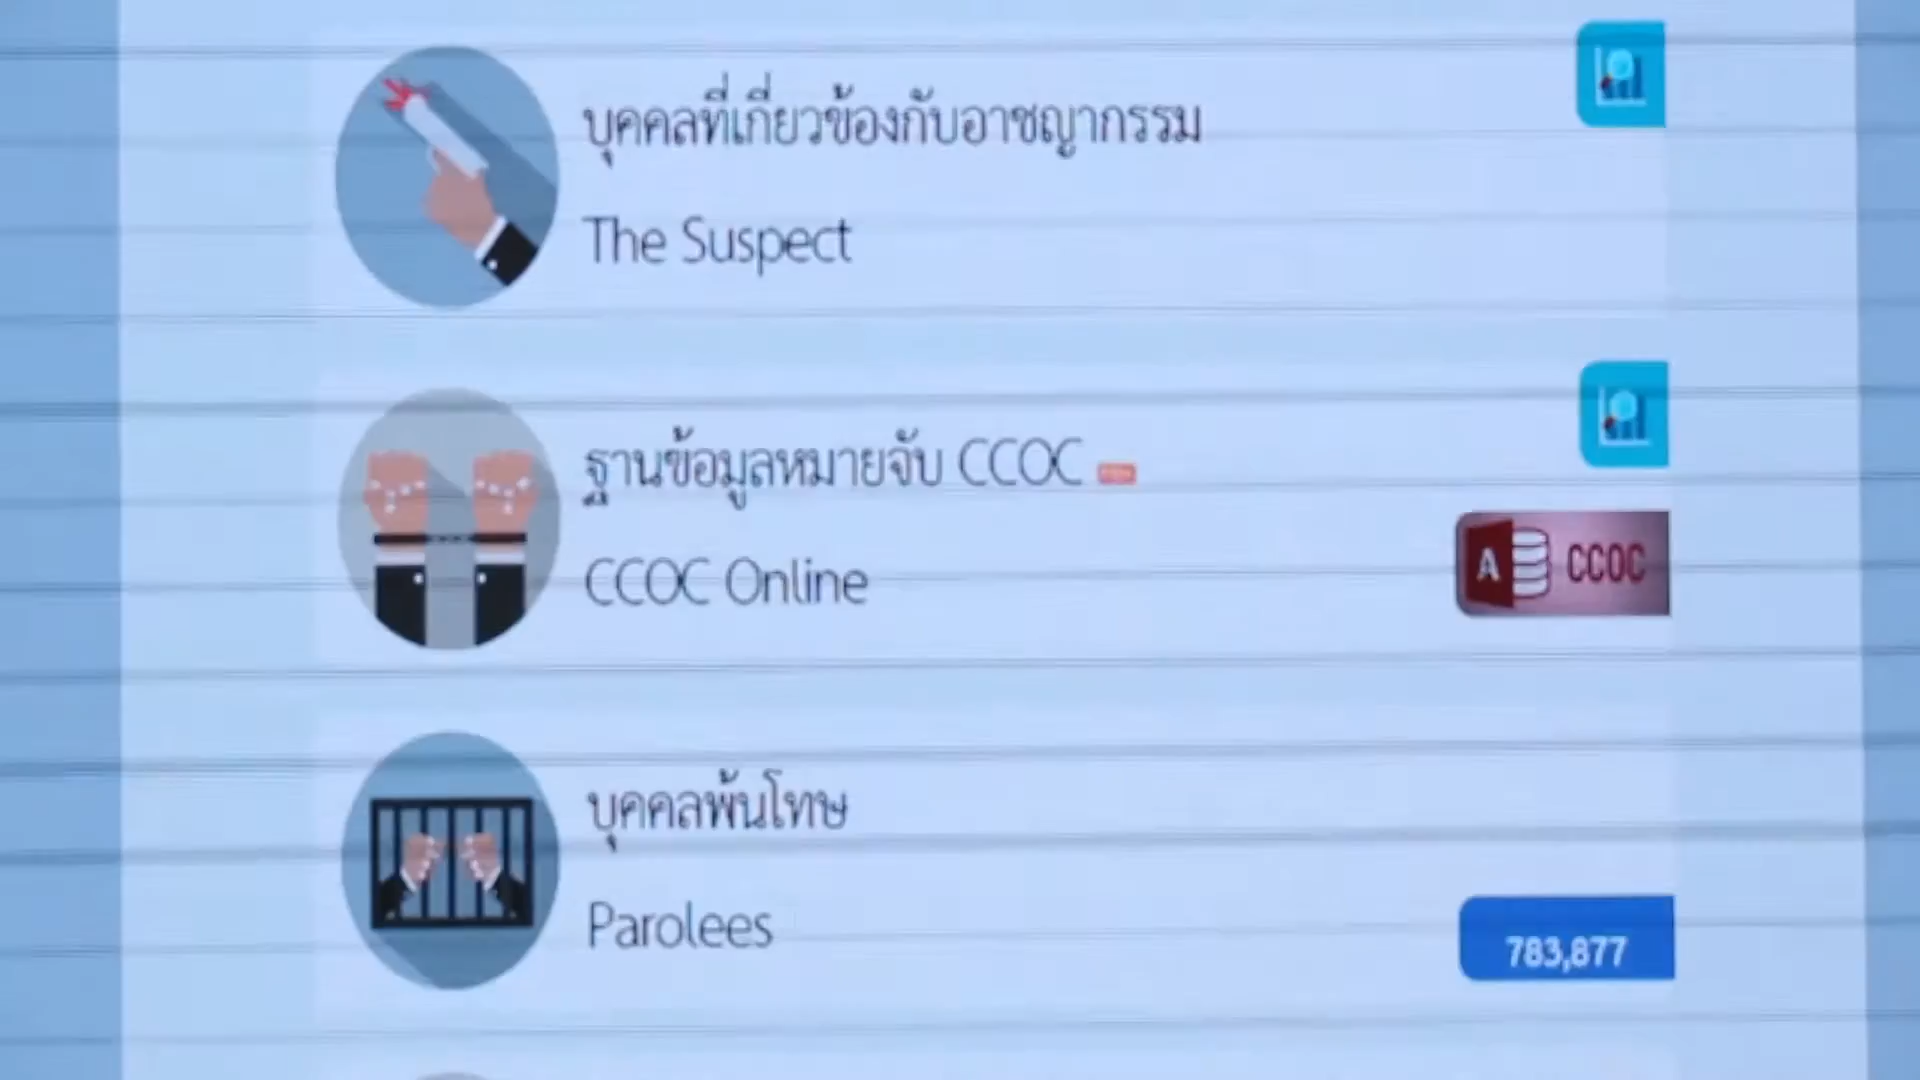 บุคคลที่เกี่ยวข้องกับอาชญากรรม
The Suspect
ฐานข้อมูลหมายจับ CCOC
CCOC Online
A CCOC
บุคคลพ้นโทษ
Parolees
783,877